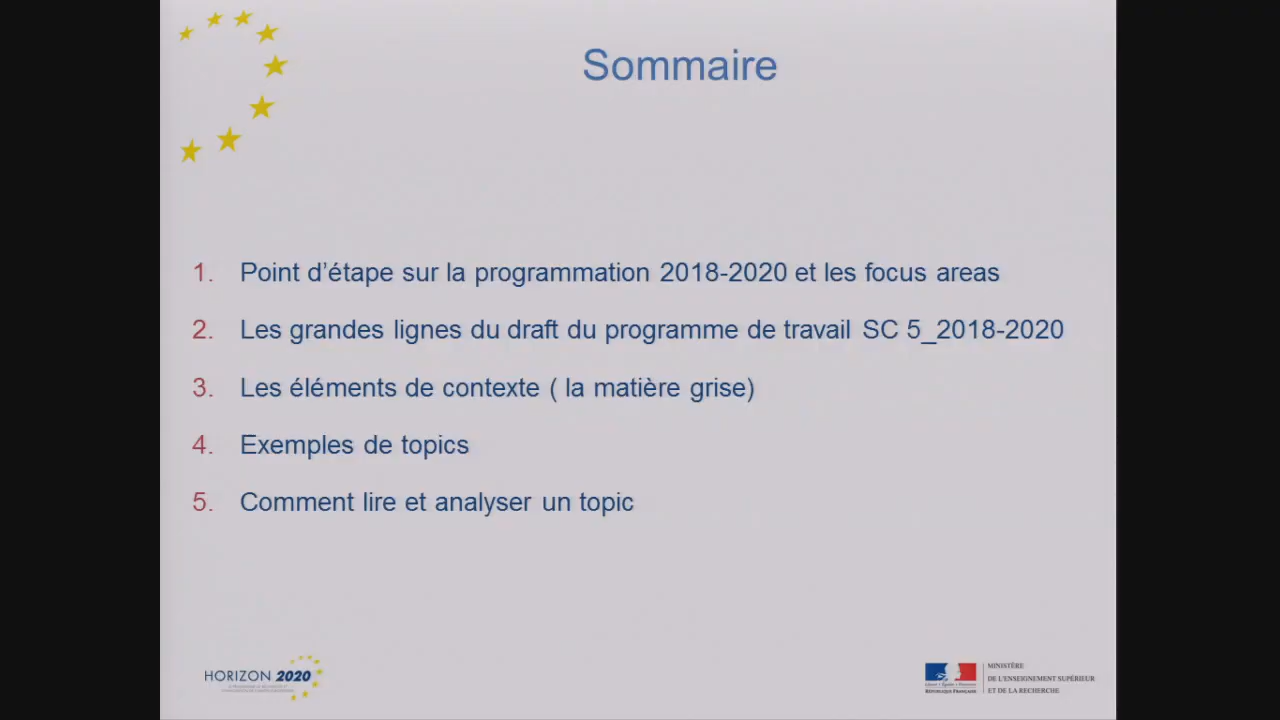 Sommaire
1. Point d’étape sur la programmation 2018-2020 et les focus areas
2. Les grandes lignes du draft du programme de travail SC 5_2018-2020
3. Les éléments de contexte ( la matière grise)
4. Exemples de topics
5. Comment lire et analyser un topic
HORIZON 2020
RÉPUBLIQUE FRANÇAISE
MINISTÈRE
DE L'ENSEIGNEMENT SUPÉRIEUR
ET DE LA RECHERCHE